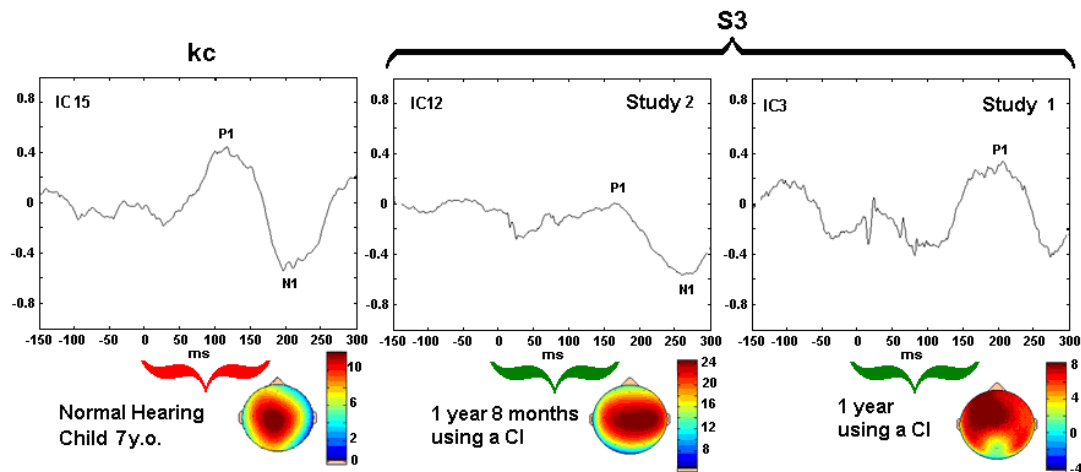 S3
kc
IC15
P1
N1
0.8
0.4
0
-0.4
-0.8
-150 -100 -50 0 50 100 150 200 250 300
ms
IC12
Study 2
P1
N1
0.8
0.4
0
-0.4
-0.8
-150 -100 -50 0 50 100 150 200 250 300
ms
IC3
Study 1
P1
0.8
0.4
0
-0.4
-0.8
-150 -100 -50 0 50 100 150 200 250 300
ms
Normal Hearing
Child 7y.o.
10
8
6
4
2
0
1 year 8 months
using a CI
24
20
16
12
8
1 year
using a CI
8
4
0
-4